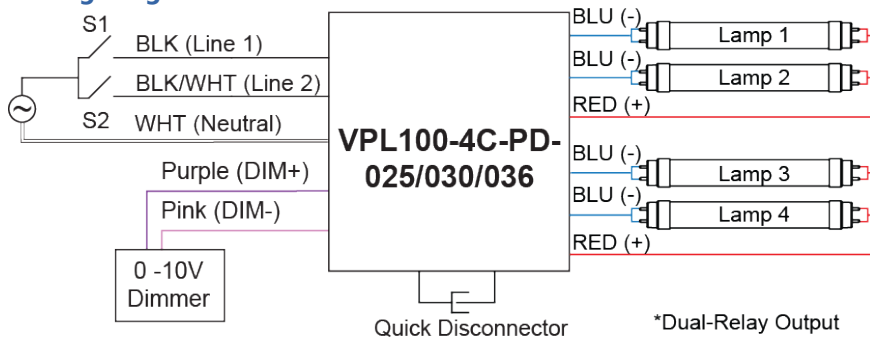 S1
BLK (Line 1)
BLK/WHT (Line 2)
S2
WHT (Neutral)
Purple (DIM+)
Pink (DIM-)
0 -10V
Dimmer
VPL100-4C-PD-
025/030/036
Quick Disconnector
BLU (-)
Lamp 1
BLU (-)
Lamp 2
RED (+)
BLU (-)
Lamp 3
BLU (-)
Lamp 4
RED (+)
*Dual-Relay Output